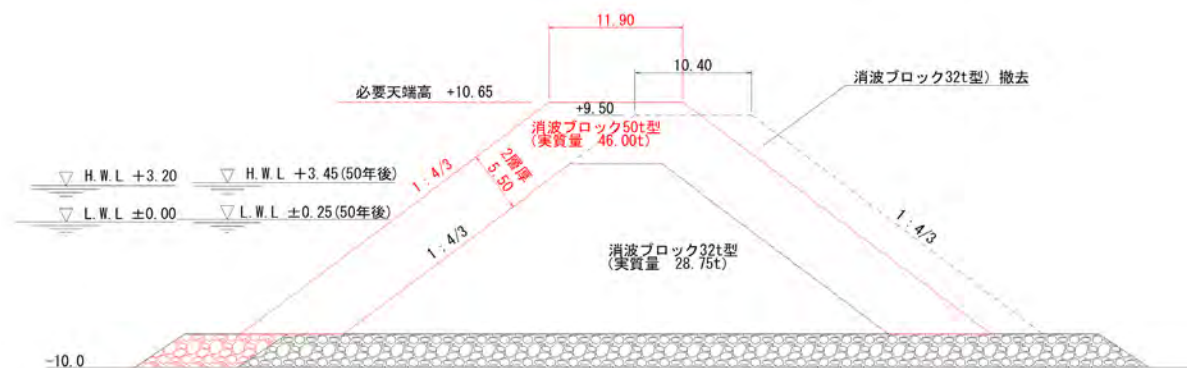 11.90
10.40
消波ブロック32t型) 撤去
必要天端高 +10.65
+9.50
消波ブロック50t型
(実質量 46.00t)
2層厚
5.50
1:4/3
H.W.L +3.20
H.W.L +3.45(50年後)
L.W.L ±0.00
L.W.L ±0.25(50年後)
1:4/3
1:4/3
消波ブロック32t型
(実質量 28.75t)
-10.0